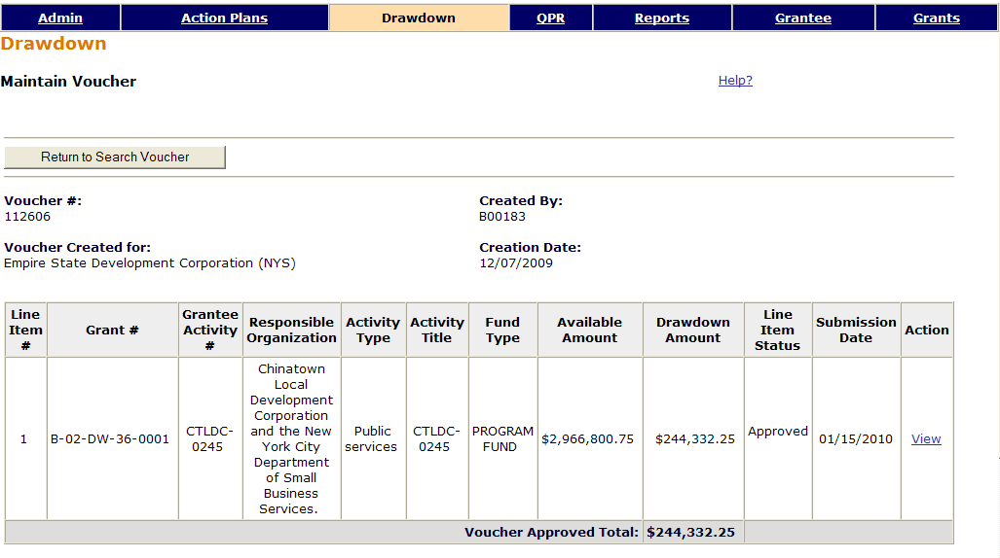 Admin Action Plans Drawdown QPR Reports Grantee Grants
Drawdown
Maintain Voucher Help?
Return to Search Voucher
Voucher #: Created By:
112606 B00183
Voucher Created for: Creation Date:
Empire State Development Corporation (NYS) 12/07/2009
Line
Item
#
Grant #
Grantee
Activity
#
Responsible
Organization
Activity
Type
Activity
Title
Fund
Type
Available
Amount
Drawdown
Amount
Line
Item
Status
Submission
Date
Action
1
B-02-DW-36-0001
CTLDC-
0245
Chinatown
Local
Development
Corporation
and the New
York City
Department
of Small
Business
Services.
Public
services
CTLDC-
0245
PROGRAM
FUND
$2,966,800.75
$244,332.25
Approved
01/15/2010
View
Voucher Approved Total: $244,332.25